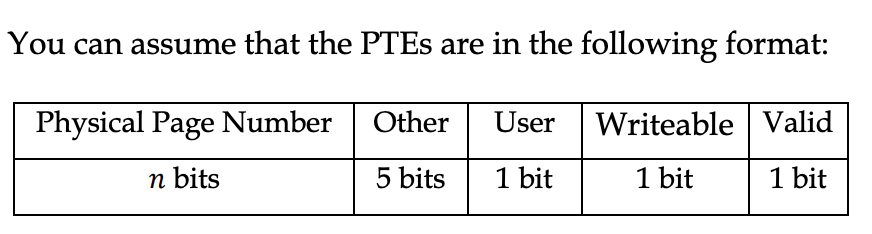 You can assume that the PTEs are in the following format:
Physical Page Number Other User Writeable Valid
n bits 5 bits 1 bit 1 bit 1 bit